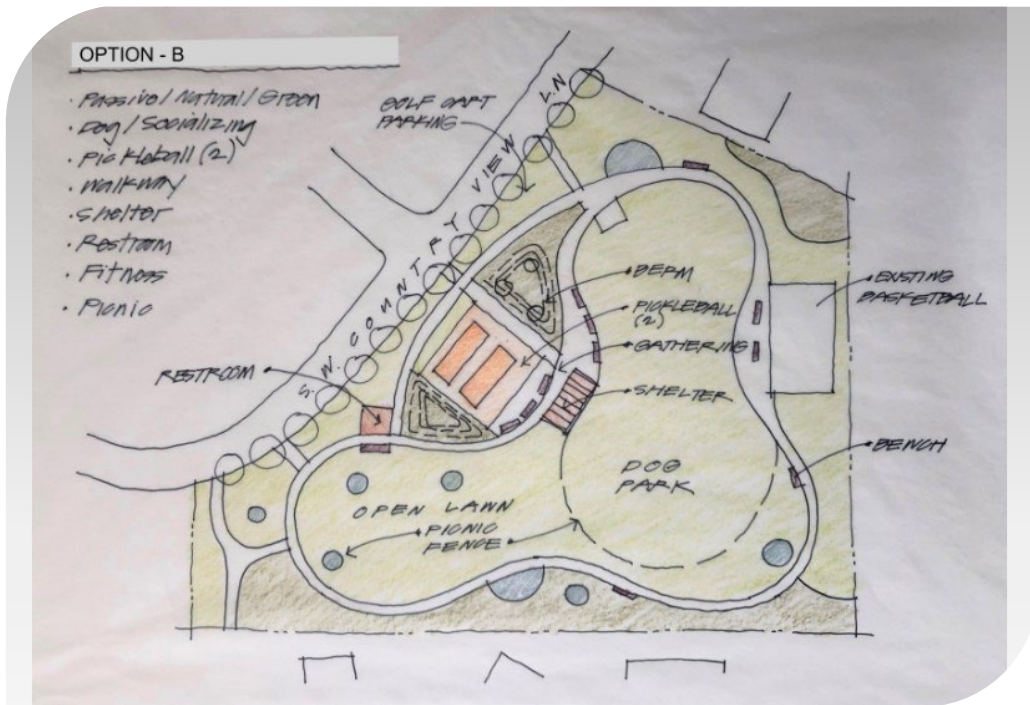 OPTION - B
• Passive/Natural/Green
• Dog/Socializing
• Pickleball (2)
• Walkway
• Shelter
• Restroom
• Fitness
• Picnic
GOLF CART
PARKING
S.W. COUNTRY VIEW LN
BERM
PICKLEBALL
(2)
GATHERING
SHELTER
EXISTING
BASKETBALL
RESTROOM
BENCH
DOG
PARK
OPEN LAWN
PICNIC
FENCE